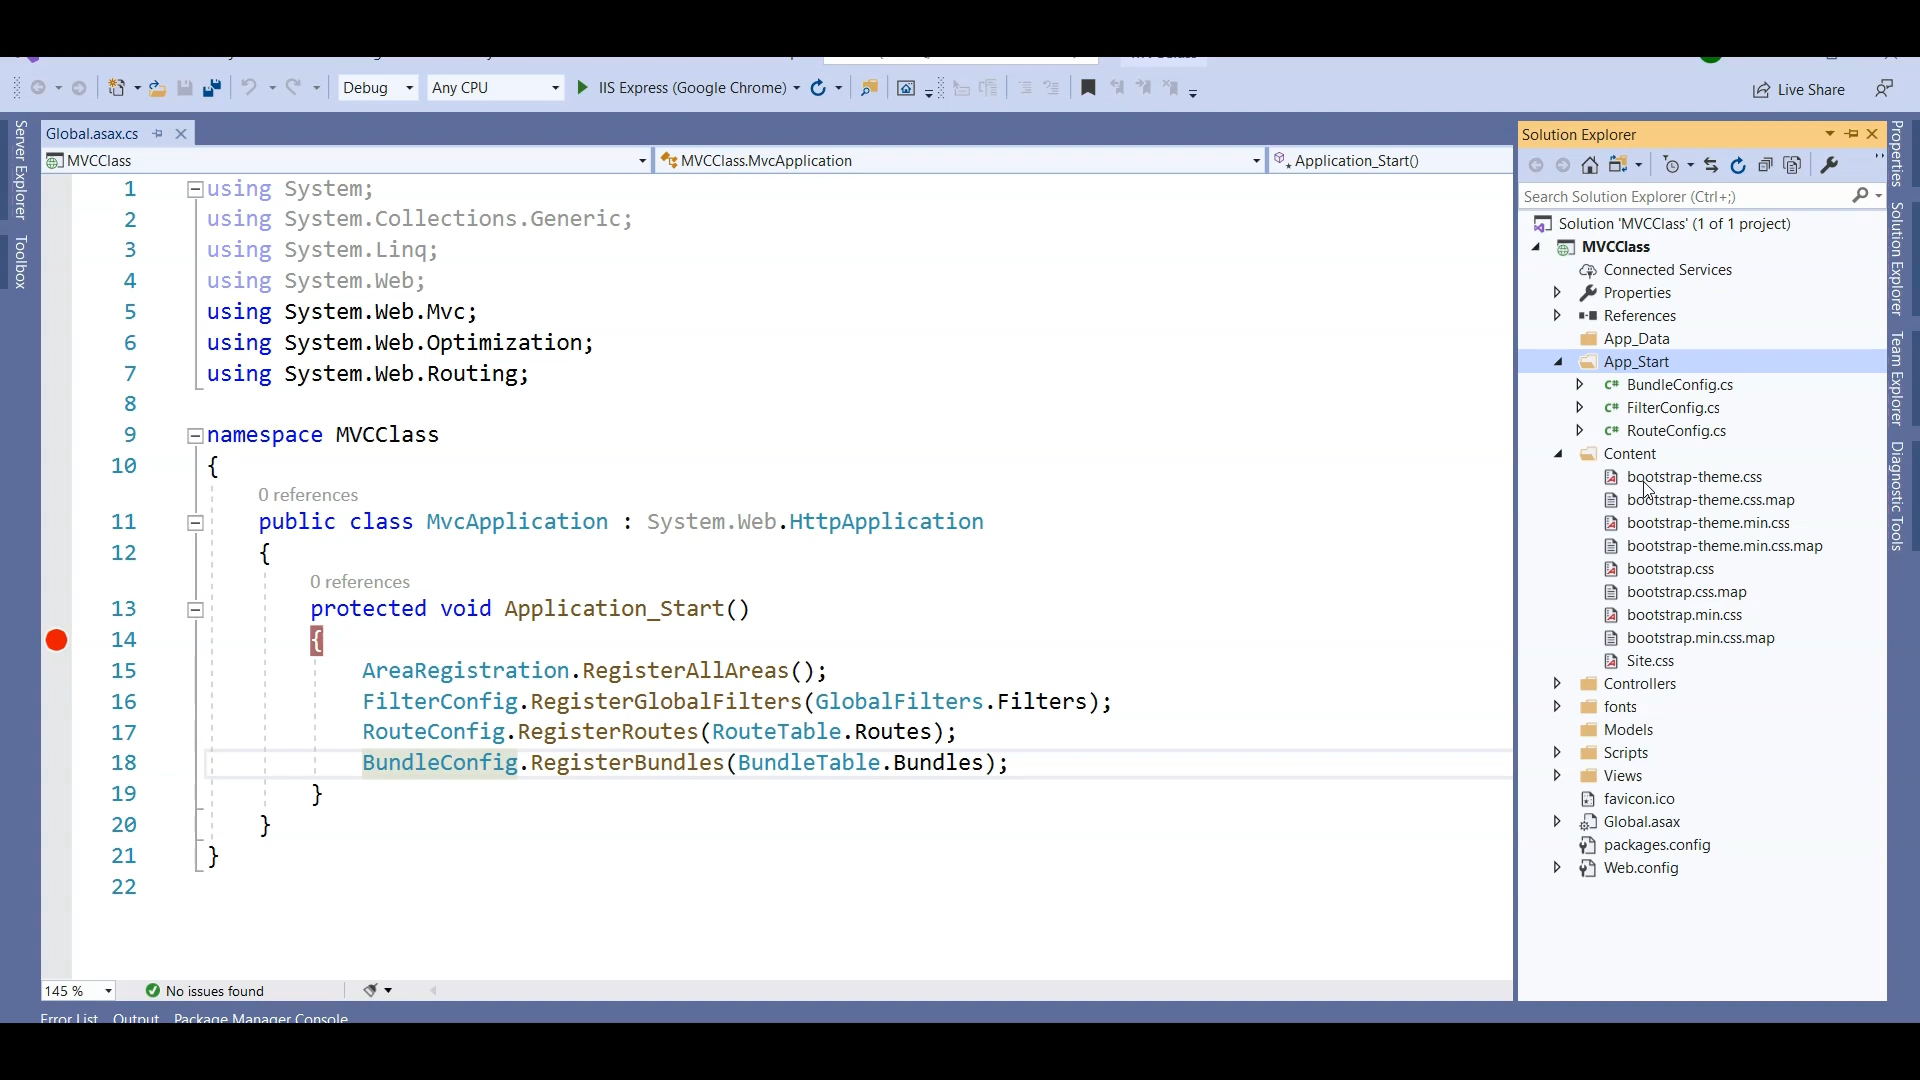 Debug
Any CPU
IIS Express (Google Chrome)
Live Share
Server Explorer
Toolbox
Global.asax.cs
MVCClass
MVCClass.MvcApplication
Application_Start()
1 using System;
2 using System.Collections.Generic;
3 using System.Linq;
4 using System.Web;
5 using System.Web.Mvc;
6 using System.Web.Optimization;
7 using System.Web.Routing;
8
9 namespace MVCClass
10 {
0 references
11 public class MvcApplication : System.Web.HttpApplication
12 {
0 references
13 protected void Application_Start()
14 {
15 AreaRegistration.RegisterAllAreas();
16 FilterConfig.RegisterGlobalFilters(GlobalFilters.Filters);
17 RouteConfig.RegisterRoutes(RouteTable.Routes);
18 BundleConfig.RegisterBundles(BundleTable.Bundles);
19 }
20 }
21 }
22
145 %
No issues found
Error List Output Package Manager Console
Solution Explorer
Search Solution Explorer (Ctrl+;)
Solution 'MVCClass' (1 of 1 project)
MVCClass
Connected Services
Properties
References
App_Data
App_Start
C# BundleConfig.cs
C# FilterConfig.cs
C# RouteConfig.cs
Content
bootstrap-theme.css
bootstrap-theme.css.map
bootstrap-theme.min.css
bootstrap-theme.min.css.map
bootstrap.css
bootstrap.css.map
bootstrap.min.css
bootstrap.min.css.map
Site.css
Controllers
fonts
Models
Scripts
Views
favicon.ico
Global.asax
packages.config
Web.config
Properties
Solution Explorer
Team Explorer
Diagnostic Tools